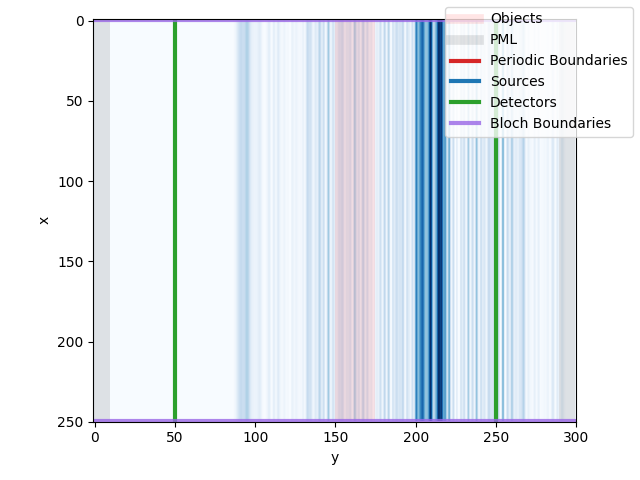 Objects
PML
Periodic Boundaries
Sources
Detectors
Bloch Boundaries
0
50
100
150
200
250
x
0 50 100 150 200 250 300
y